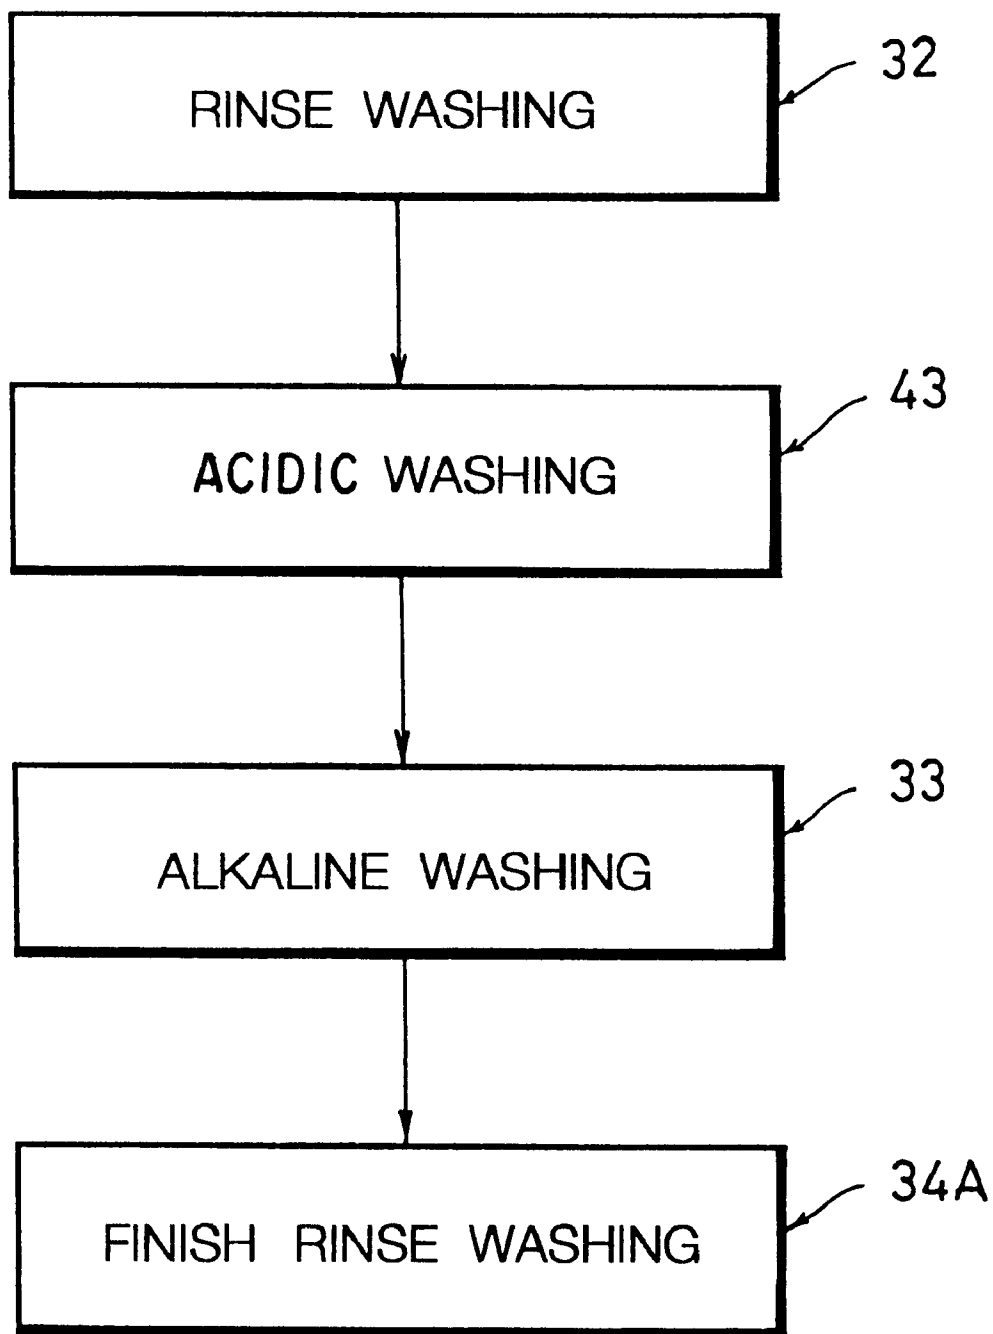 RINSE WASHING
32
ACIDIC WASHING
43
ALKALINE WASHING
33
FINISH RINSE WASHING
34A